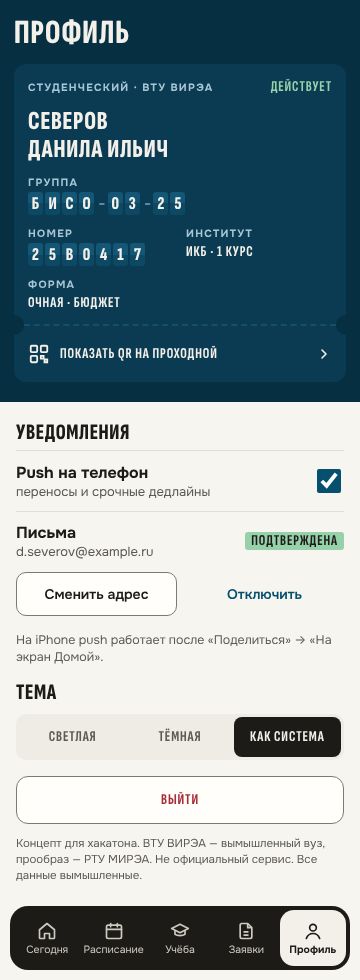 ПРОФИЛЬ
СТУДЕНЧЕСКИЙ · ВТУ ВИРЭА
ДЕЙСТВУЕТ
СЕВЕРОВ
ДАНИЛА ИЛЬИЧ
ГРУППА
БИСО-03-25
НОМЕР
25В0417
ИНСТИТУТ
ИКБ · 1 КУРС
ФОРМА
ОЧНАЯ · БЮДЖЕТ
ПОКАЗАТЬ QR НА ПРОХОДНОЙ
УВЕДОМЛЕНИЯ
Push на телефон
переносы и срочные дедлайны
Письма
d.severov@example.ru
ПОДТВЕРЖДЕНА
Сменить адрес
Отключить
На iPhone push работает после «Поделиться» → «На
экран Домой».
ТЕМА
СВЕТЛАЯ
ТЁМНАЯ
КАК СИСТЕМА
ВЫЙТИ
Концепт для хакатона. ВТУ ВИРЭА — вымышленный вуз,
прообраз — РТУ МИРЭА. Не официальный сервис. Все
данные вымышленные.
Сегодня
Расписание
Учёба
Заявки
Профиль